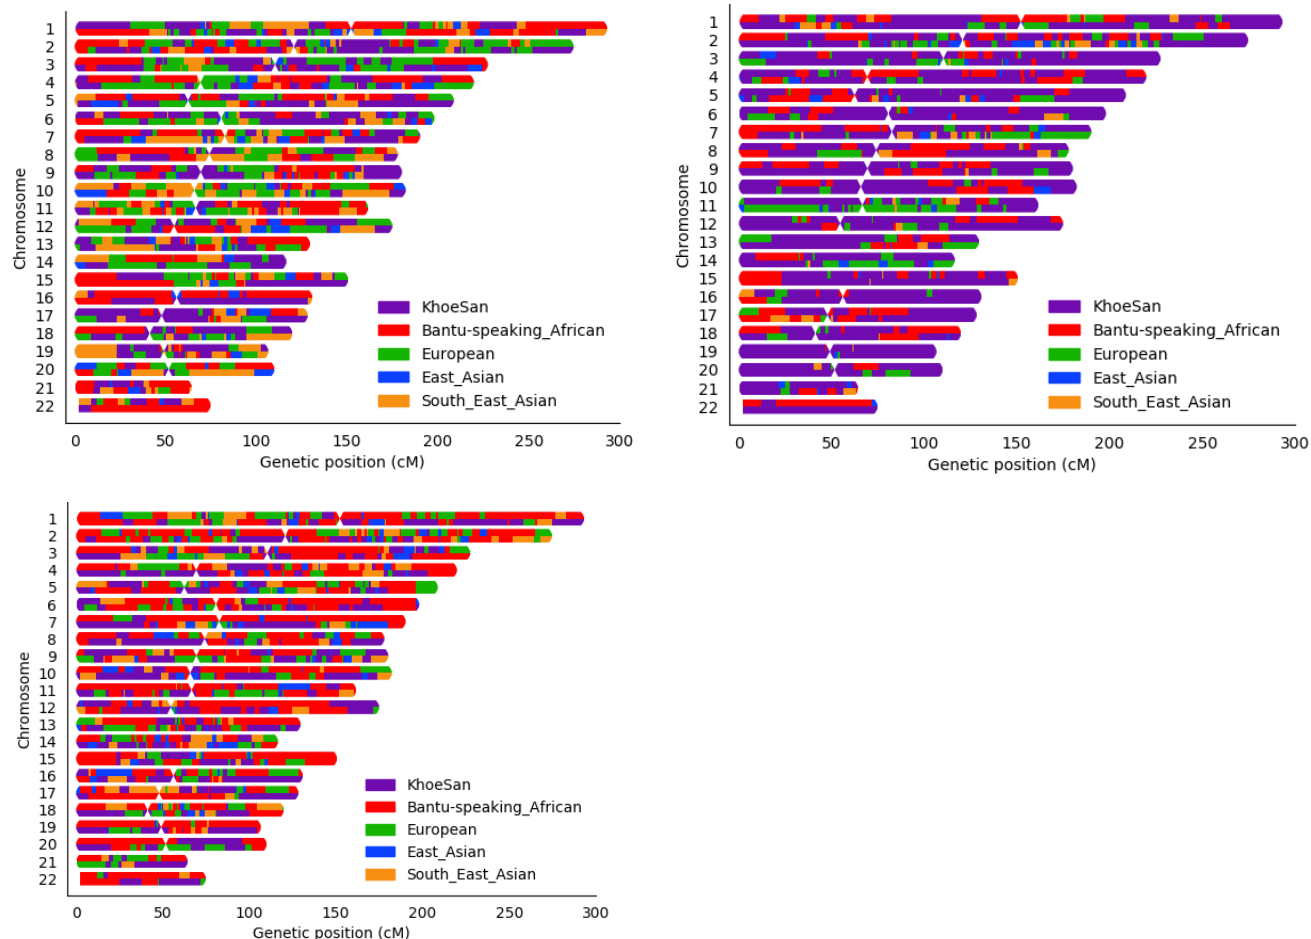 Chromosome
1
2
3
4
5
6
7
8
9
10
11
12
13
14
15
16
17
18
19
20
21
22
KhoeSan
Bantu-speaking_African
European
East_Asian
South_East_Asian
0 50 100 150 200 250 300
Genetic position (cM)
Chromosome
1
2
3
4
5
6
7
8
9
10
11
12
13
14
15
16
17
18
19
20
21
22
KhoeSan
Bantu-speaking_African
European
East_Asian
South_East_Asian
0 50 100 150 200 250 300
Genetic position (cM)
Chromosome
1
2
3
4
5
6
7
8
9
10
11
12
13
14
15
16
17
18
19
20
21
22
KhoeSan
Bantu-speaking_African
European
East_Asian
South_East_Asian
0 50 100 150 200 250 300
Genetic position (cM)